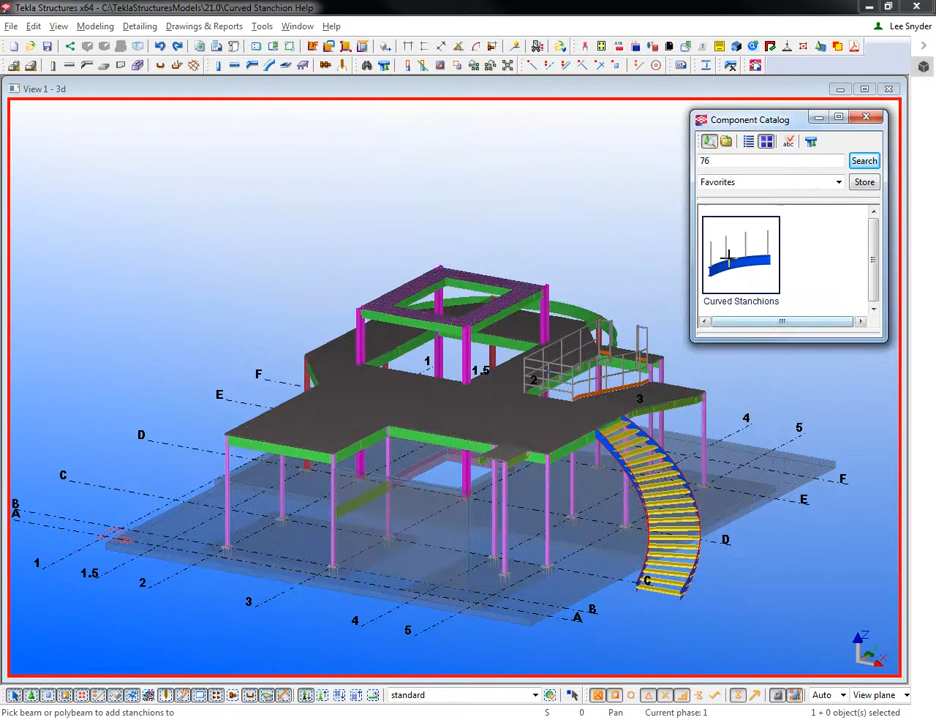 Tekla Structures x64 - C:\TeklaStructuresModels\21.0\Curved Stanchion Help
File Edit View Modeling Detailing Drawings & Reports Tools Window Help
Lee Snyder
View 1 - 3d
Component Catalog
abc
76 Search
Favorites Store
Curved Stanchions
1
1.5
F
2
E
3
4
D
5
C
F
B
E
A
D
1
1.5
C
2
3
B
A
4
5
Z
X
standard Auto View plane
Pick beam or polybeam to add stanchions to S 0 Pan Current phase: 1 1 + 0 object(s) selected